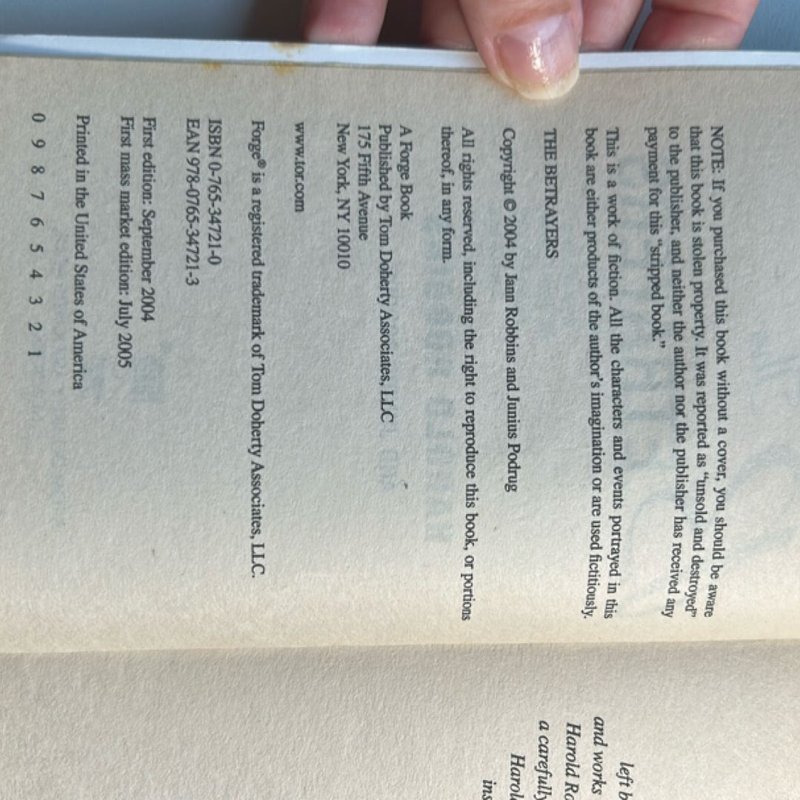 NOTE: If you purchased this book without a cover, you should be aware
that this book is stolen property. It was reported as “unsold and destroyed”
to the publisher, and neither the author nor the publisher has received any
payment for this “stripped book.”
This is a work of fiction. All the characters and events portrayed in this
book are either products of the author’s imagination or are used fictitiously.
THE BETRAYERS
Copyright © 2004 by Jann Robbins and Junius Podrug
All rights reserved, including the right to reproduce this book, or portions
thereof, in any form.
A Forge Book
Published by Tom Doherty Associates, LLC
175 Fifth Avenue
New York, NY 10010
www.tor.com
Forge® is a registered trademark of Tom Doherty Associates, LLC.
ISBN 0-765-34721-0
EAN 978-0765-34721-3
First edition: September 2004
First mass market edition: July 2005
Printed in the United States of America
0 9 8 7 6 5 4 3 2 1
left
and works
Harold
a carefully